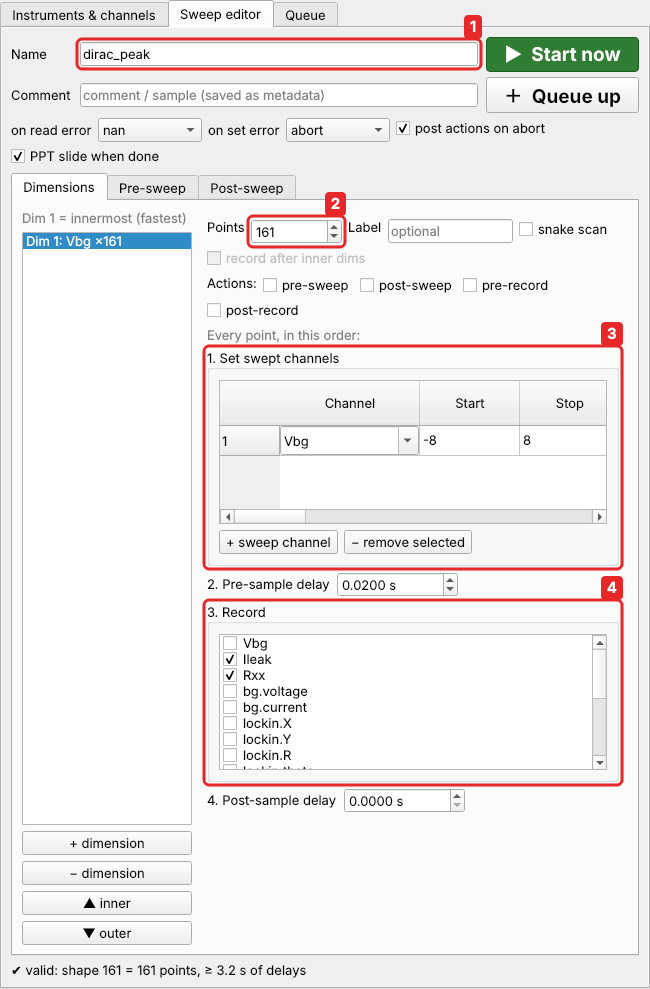 Instruments & channels Sweep editor Queue
1
Name dirac_peak ▶ Start now
Comment comment / sample (saved as metadata) + Queue up
on read error nan on set error abort ✔ post actions on abort
✔ PPT slide when done
Dimensions Pre-sweep Post-sweep
2
Dim 1 = innermost (fastest)
Dim 1: Vbg ×161
Points 161 Label optional snake scan
record after inner dims
Actions: pre-sweep post-sweep pre-record
post-record
Every point, in this order:
3
1. Set swept channels
Channel Start Stop
1 Vbg -8 8
+ sweep channel − remove selected
2. Pre-sample delay 0.0200 s
4
3. Record
Vbg
✔ Ileak
✔ Rxx
bg.voltage
bg.current
lockin.X
lockin.Y
lockin.R
4. Post-sample delay 0.0000 s
+ dimension
− dimension
▲ inner
▼ outer
✔ valid: shape 161 = 161 points, ≥ 3.2 s of delays